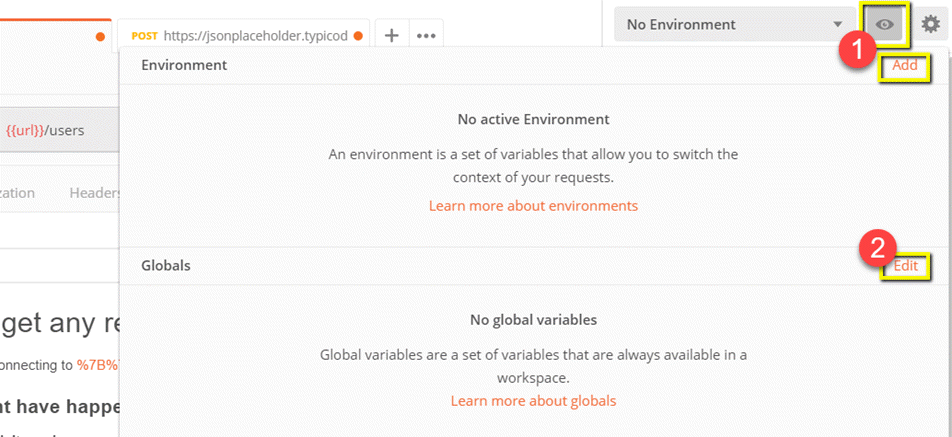 No Environment
1
POST https://jsonplaceholder.typicod
Environment
Add
No active Environment
{{url}}/users
An environment is a set of variables that allow you to switch the
context of your requests.
Headers
Learn more about environments
2
Globals
Edit
No global variables
get any re
Global variables are a set of variables that are always available in a
workspace.
onnecting to %7B%7
Learn more about globals
nt have happe